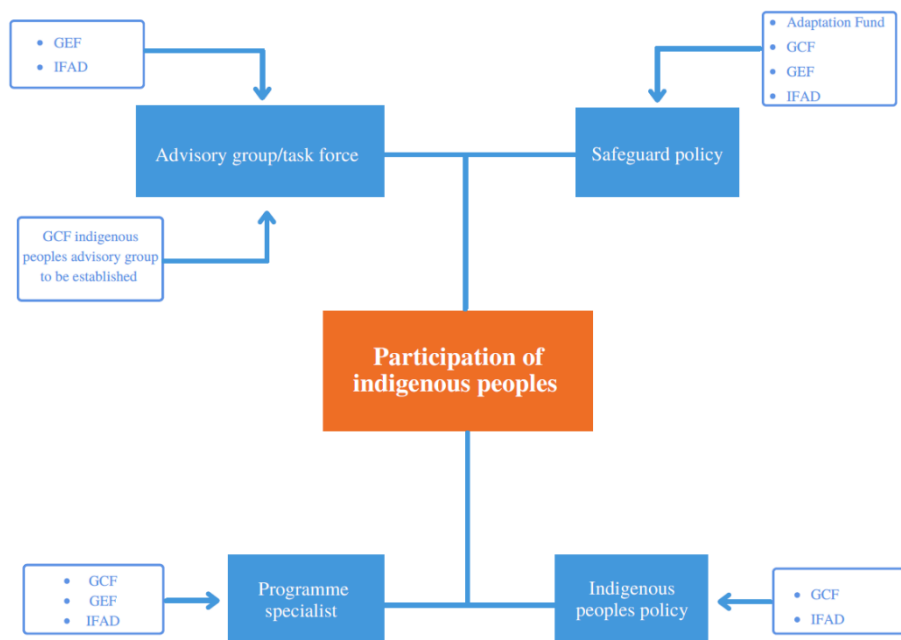 • GEF
• IFAD
• Adaptation Fund
• GCF
• GEF
• IFAD
Advisory group/task force
Safeguard policy
GCF indigenous
peoples advisory group
to be established
Participation of
indigenous peoples
• GCF
• GEF
• IFAD
Programme
specialist
Indigenous
peoples policy
• GCF
• IFAD